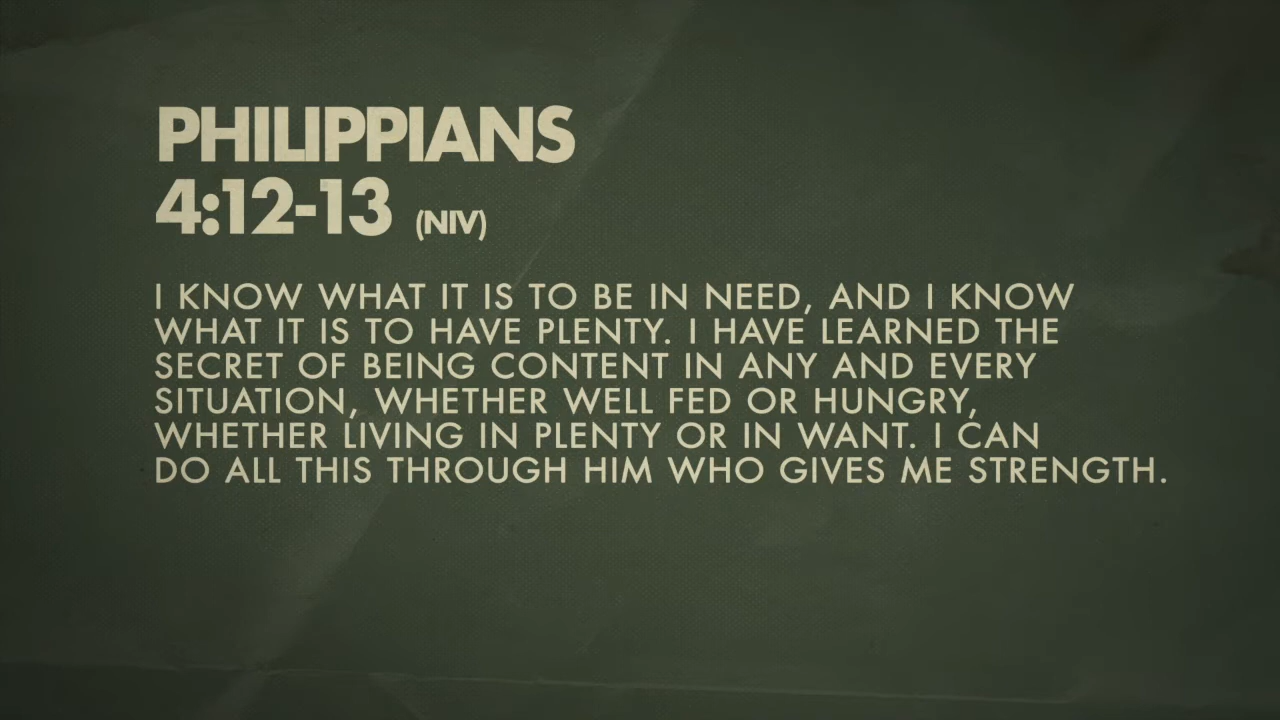 PHILIPPIANS
4:12-13 (NIV)
I KNOW WHAT IT IS TO BE IN NEED, AND I KNOW
WHAT IT IS TO HAVE PLENTY. I HAVE LEARNED THE
SECRET OF BEING CONTENT IN ANY AND EVERY
SITUATION, WHETHER WELL FED OR HUNGRY,
WHETHER LIVING IN PLENTY OR IN WANT. I CAN
DO ALL THIS THROUGH HIM WHO GIVES ME STRENGTH.